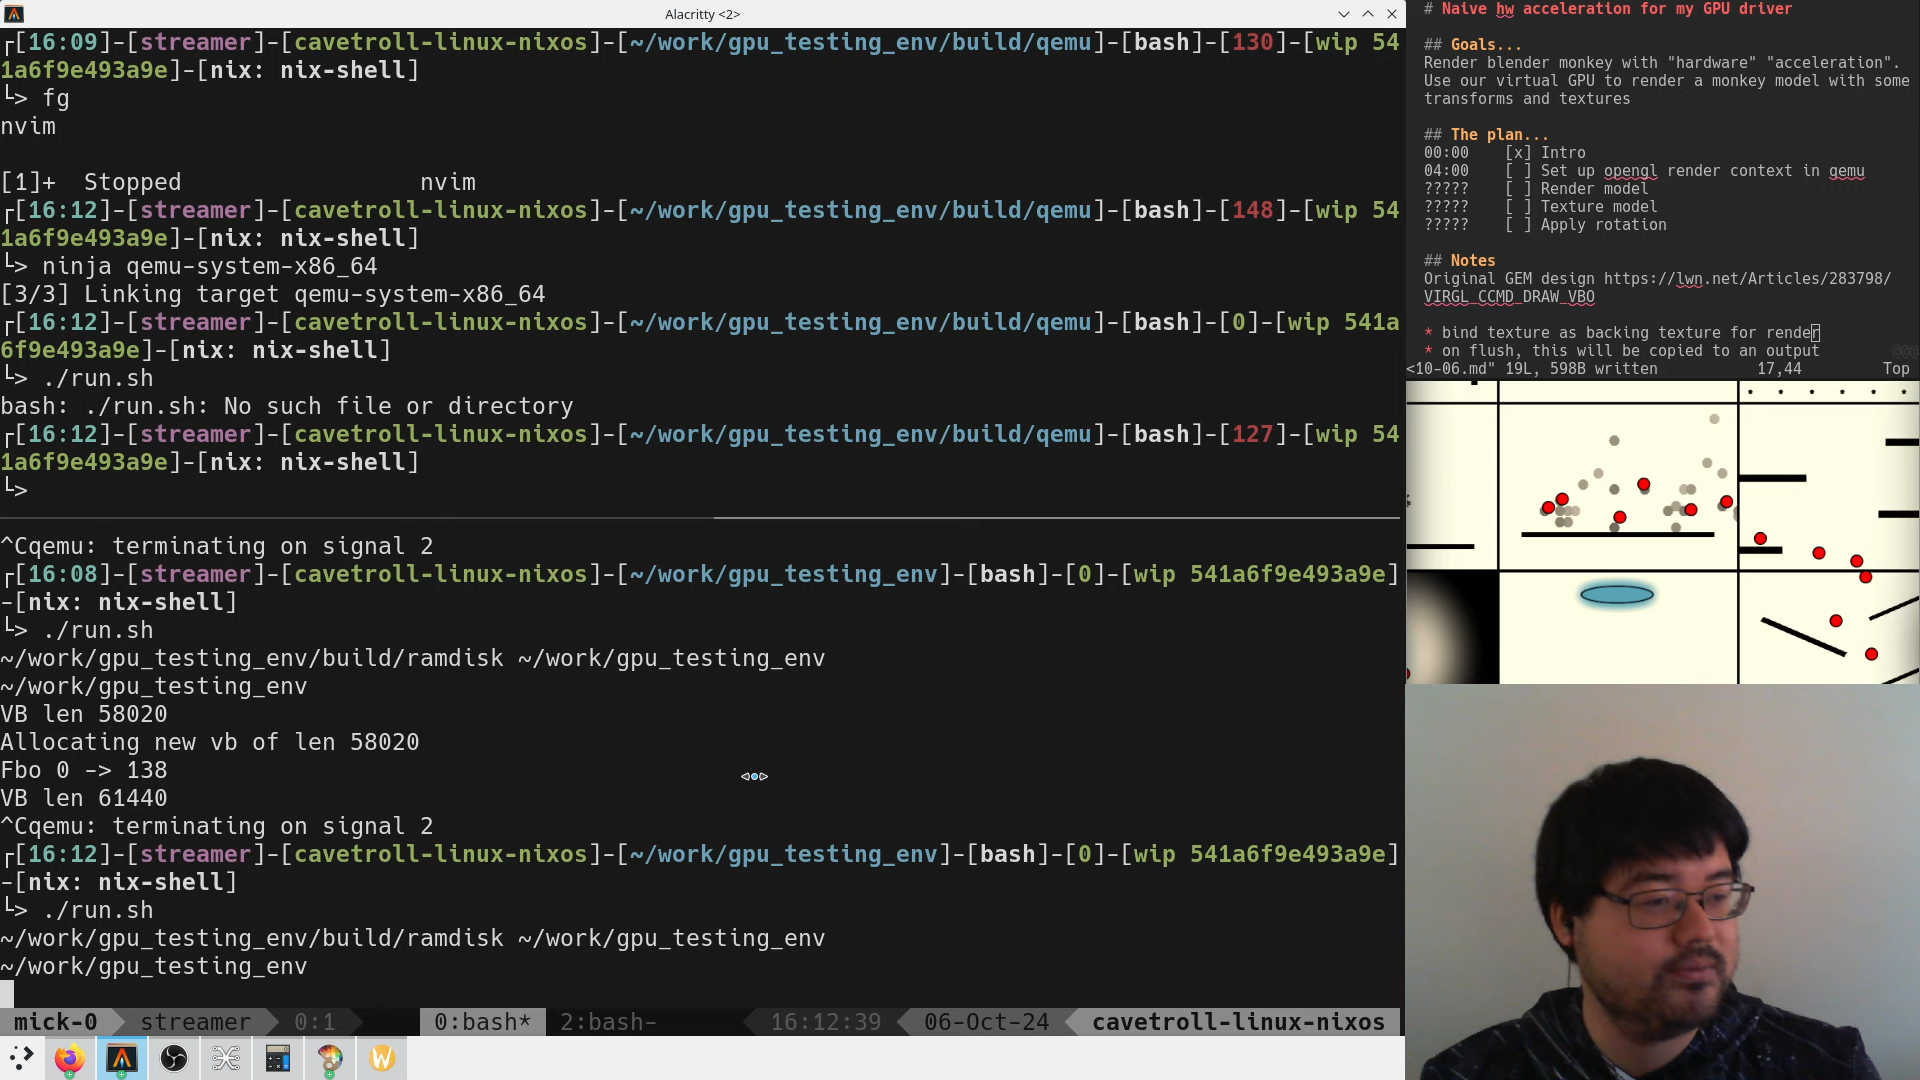 Alacritty <2>
┌[16:09]-[streamer]-[cavetroll-linux-nixos]-[~/work/gpu_testing_env/build/qemu]-[bash]-[130]-[wip 54
1a6f9e493a9e]-[nix: nix-shell]
└> fg
nvim
[1]+  Stopped                 nvim
┌[16:12]-[streamer]-[cavetroll-linux-nixos]-[~/work/gpu_testing_env/build/qemu]-[bash]-[148]-[wip 54
1a6f9e493a9e]-[nix: nix-shell]
└> ninja qemu-system-x86_64
[3/3] Linking target qemu-system-x86_64
┌[16:12]-[streamer]-[cavetroll-linux-nixos]-[~/work/gpu_testing_env/build/qemu]-[bash]-[0]-[wip 541a
6f9e493a9e]-[nix: nix-shell]
└> ./run.sh
bash: ./run.sh: No such file or directory
┌[16:12]-[streamer]-[cavetroll-linux-nixos]-[~/work/gpu_testing_env/build/qemu]-[bash]-[127]-[wip 54
1a6f9e493a9e]-[nix: nix-shell]
└>
^Cqemu: terminating on signal 2
┌[16:08]-[streamer]-[cavetroll-linux-nixos]-[~/work/gpu_testing_env]-[bash]-[0]-[wip 541a6f9e493a9e]
-[nix: nix-shell]
└> ./run.sh
~/work/gpu_testing_env/build/ramdisk ~/work/gpu_testing_env
~/work/gpu_testing_env
VB len 58020
Allocating new vb of len 58020
Fbo 0 -> 138
VB len 61440
^Cqemu: terminating on signal 2
┌[16:12]-[streamer]-[cavetroll-linux-nixos]-[~/work/gpu_testing_env]-[bash]-[0]-[wip 541a6f9e493a9e]
-[nix: nix-shell]
└> ./run.sh
~/work/gpu_testing_env/build/ramdisk ~/work/gpu_testing_env
~/work/gpu_testing_env
mick-0 streamer 0:1 0:bash* 2:bash- 16:12:39 06-Oct-24 cavetroll-linux-nixos
# Naive hw acceleration for my GPU driver
## Goals...
Render blender monkey with "hardware" "acceleration".
Use our virtual GPU to render a monkey model with some
transforms and textures
## The plan...
00:00    [x] Intro
04:00    [ ] Set up opengl render context in qemu
?????    [ ] Render model
?????    [ ] Texture model
?????    [ ] Apply rotation
## Notes
Original GEM design https://lwn.net/Articles/283798/
VIRGL_CCMD_DRAW_VBO
* bind texture as backing texture for render
* on flush, this will be copied to an output
@@@
<10-06.md" 19L, 598B written 17,44 Top